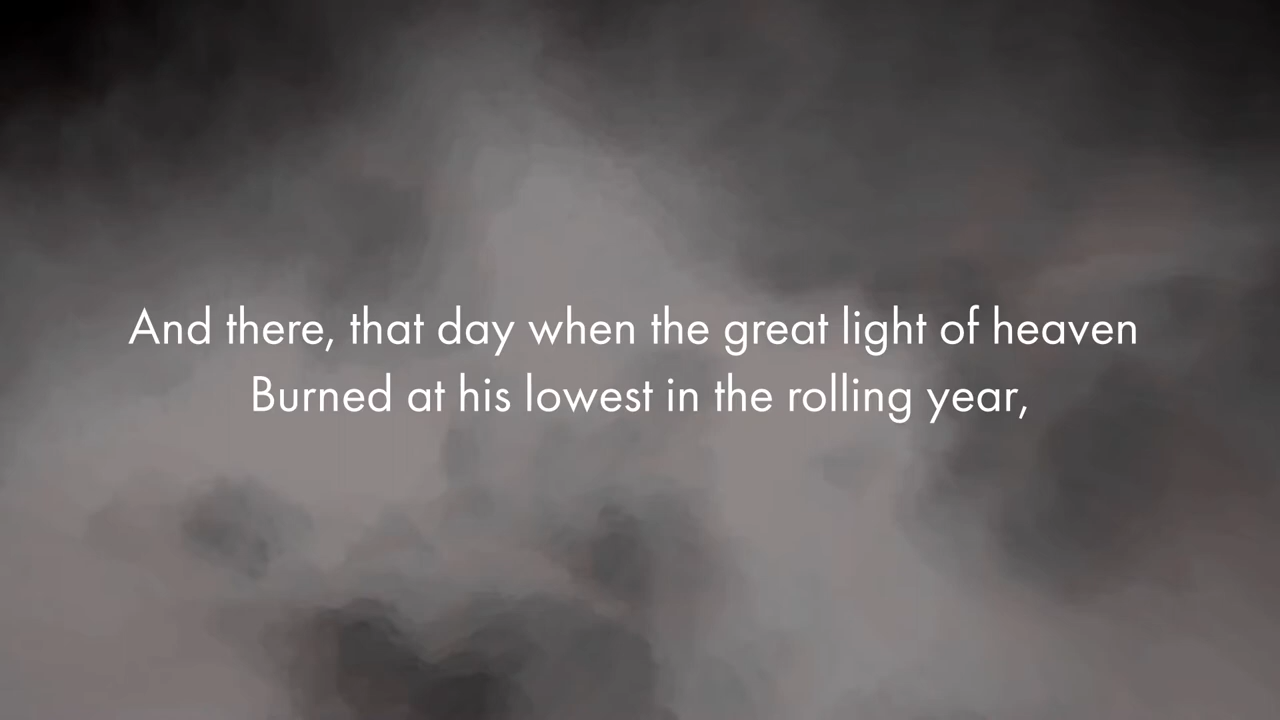 And there, that day when the great light of heaven
Burned at his lowest in the rolling year,